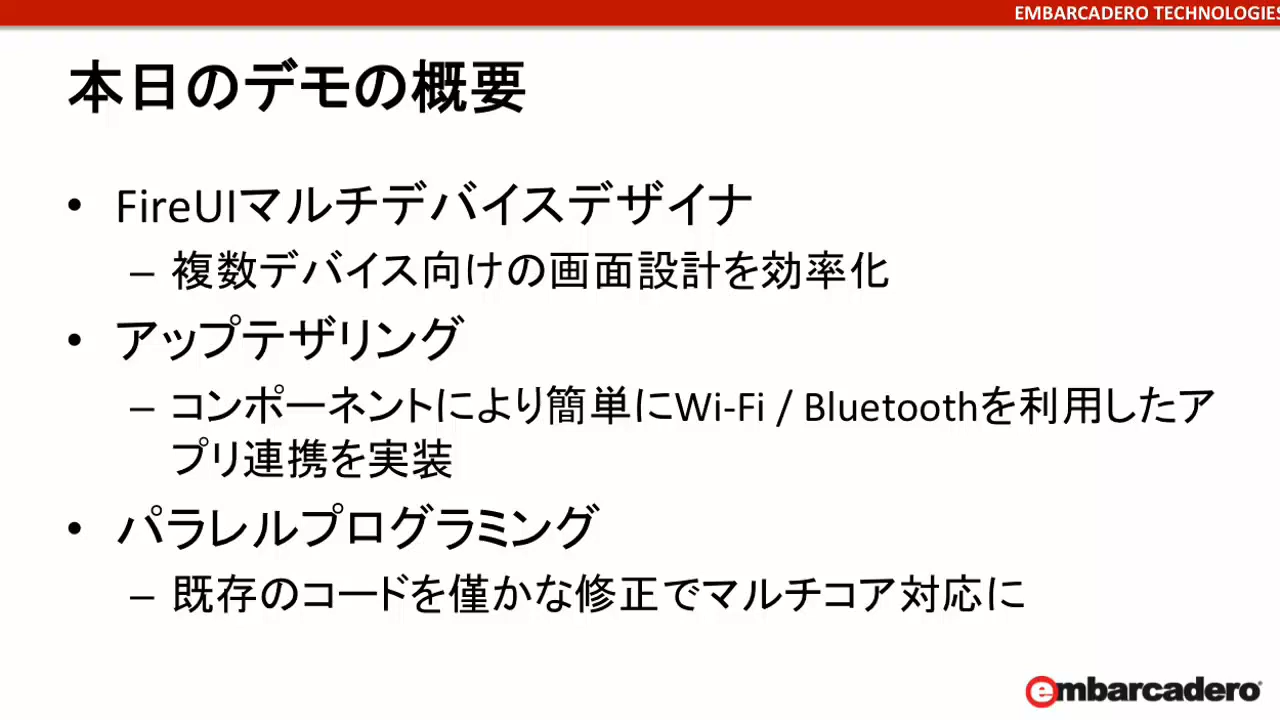 EMBARCADERO TECHNOLOGIES
本日のデモの概要
• FireUIマルチデバイスデザイナ
– 複数デバイス向けの画面設計を効率化
• アップテザリング
– コンポーネントにより簡単にWi-Fi / Bluetoothを利用したア
プリ連携を実装
• パラレルプログラミング
– 既存のコードを僅かな修正でマルチコア対応に
embarcadero